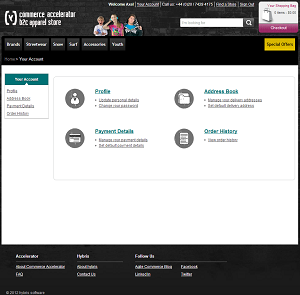 commerce accelerator
b2c apparel store
Welcome Axel | Your Account | Call us +44 (0)20 / 7429 4175 | Find a Store | Sign Out
I'm looking for
Your Shopping Bag
0 items
Checkout
Brands Streetwear Snow Surf Accessories Youth Special Offers
Home » Your Account
Your Account
Profile
Address Book
Payment Details
Order History
Profile
Update personal details
Change your password
Address Book
Manage your delivery addresses
Set default delivery address
Payment Details
Manage your payment details
Set default payment details
Order History
View order history
Accelerator Hybris Follow Us
About Commerce Accelerator About Hybris Agile Commerce Blog Facebook
FAQ Contact Us LinkedIn Twitter
© 2012 hybris software